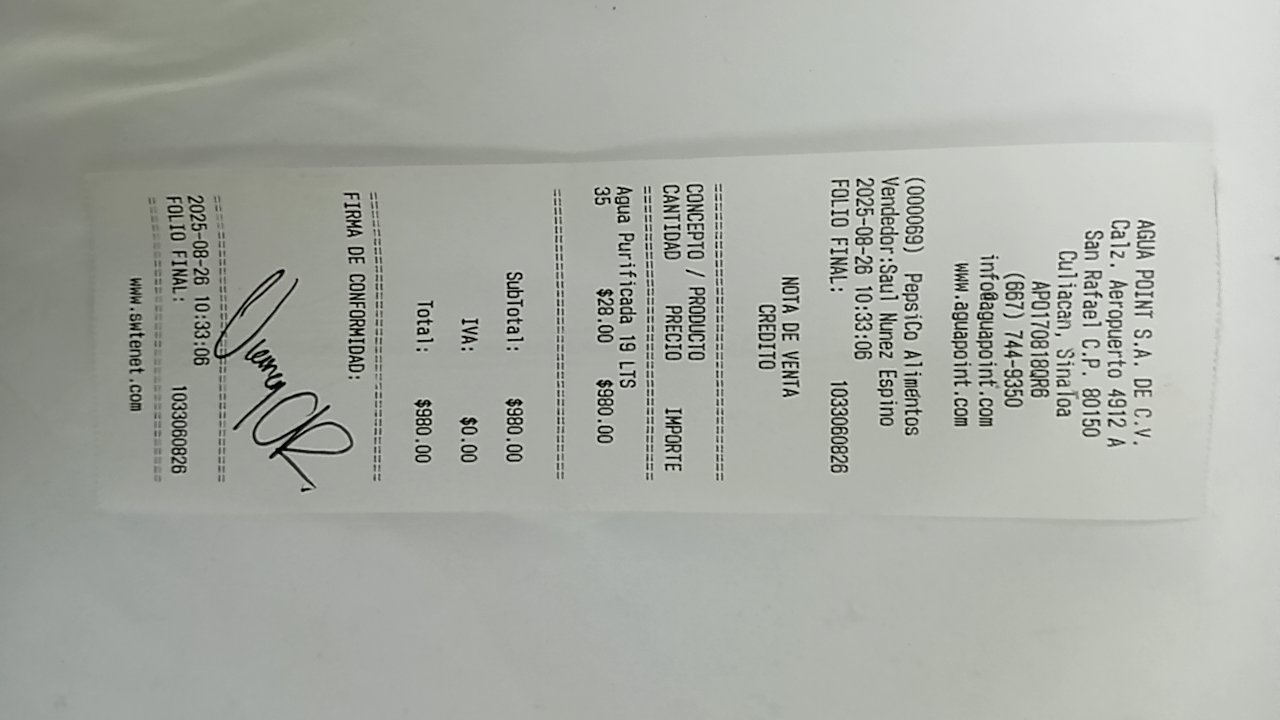 AGUA POINT S.A. DE C.V.
Calz. Aeropuerto 4912 A
San Rafael C.P. 80150
Culiacan, Sinaloa
APO170818QR6
(667) 744-9350
info@aguapoint.com
www.aguapoint.com
(000069) PepsiCo Alimentos
Vendedor:Saul Nunez Espino
2025-08-26 10:33:06
FOLIO FINAL: 1033060826
NOTA DE VENTA
CREDITO
==============================
CONCEPTO / PRODUCTO
CANTIDAD PRECIO IMPORTE
==============================
Agua Purificada 19 LTS
35 $28.00 $980.00
==============================
SubTotal: $980.00
IVA: $0.00
Total: $980.00
==============================
FIRMA DE CONFORMIDAD:
==============================
2025-08-26 10:33:06
FOLIO FINAL: 1033060826
==============================
www.swtenet.com